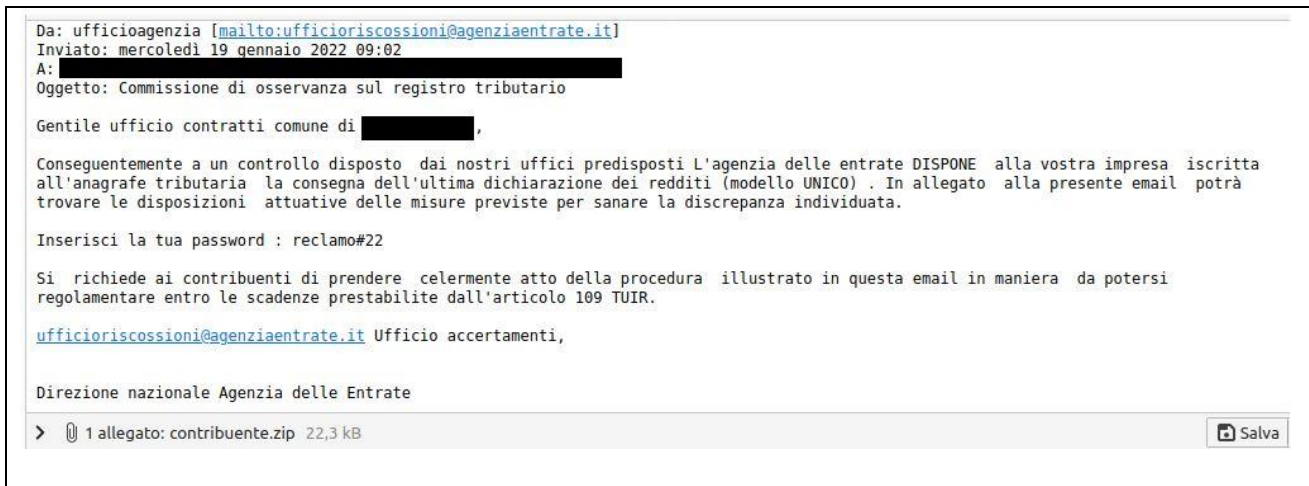 Da: ufficioagenzia [mailto:ufficioriscossioni@agenziaentrate.it]
Inviato: mercoledì 19 gennaio 2022 09:02
A:
Oggetto: Commissione di osservanza sul registro tributario
Gentile ufficio contratti comune di ,
Conseguentemente a un controllo disposto dai nostri uffici predisposti L'agenzia delle entrate DISPONE alla vostra impresa iscritta
all'anagrafe tributaria la consegna dell'ultima dichiarazione dei redditi (modello UNICO) . In allegato alla presente email potrà
trovare le disposizioni attuative delle misure previste per sanare la discrepanza individuata.
Inserisci la tua password : reclamo#22
Si richiede ai contribuenti di prendere celermente atto della procedura illustrato in questa email in maniera da potersi
regolamentare entro le scadenze prestabilite dall'articolo 109 TUIR.
ufficioriscossioni@agenziaentrate.it Ufficio accertamenti,
Direzione nazionale Agenzia delle Entrate
1 allegato: contribuente.zip 22,3 kB Salva